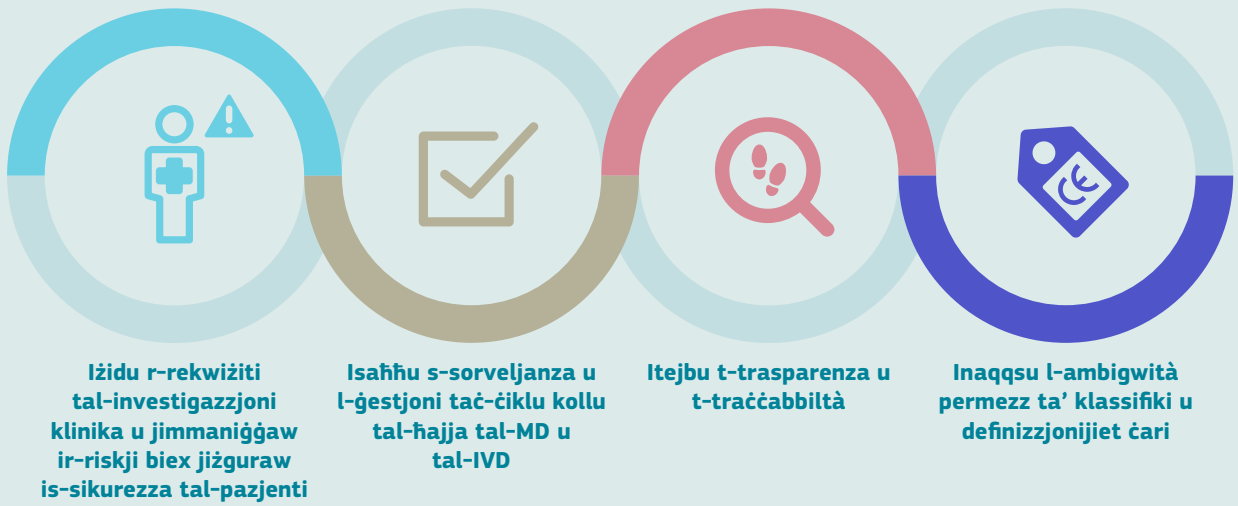 Iżidu r-rekwiżiti
tal-investigazzjoni
klinika u jimmaniġġaw
ir-riskji biex jiżguraw
is-sikurezza tal-pazjenti
Isaħħu s-sorveljanza u
l-ġestjoni taċ-ċiklu kollu
tal-ħajja tal-MD u
tal-IVD
Itejbu t-trasparenza u
t-traċċabbiltà
CE
Inaqqsu l-ambigwità
permezz ta’ klassifiki u
definizzjonijiet ċari